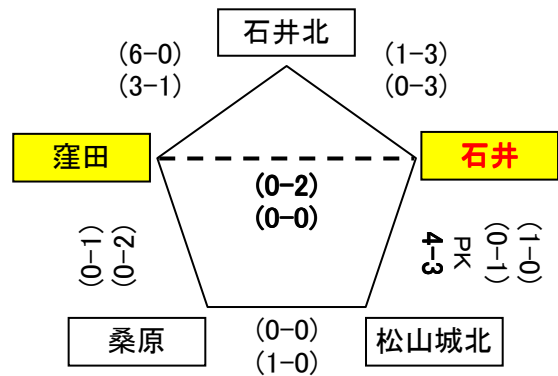 石井北
(6-0)
(3-1)
(1-3)
(0-3)
窪田
石井
(0-2)
(0-0)
(0-1)
(0-2)
(1-0)
(0-1)
PK
4-3
桑原
(0-0)
(1-0)
松山城北